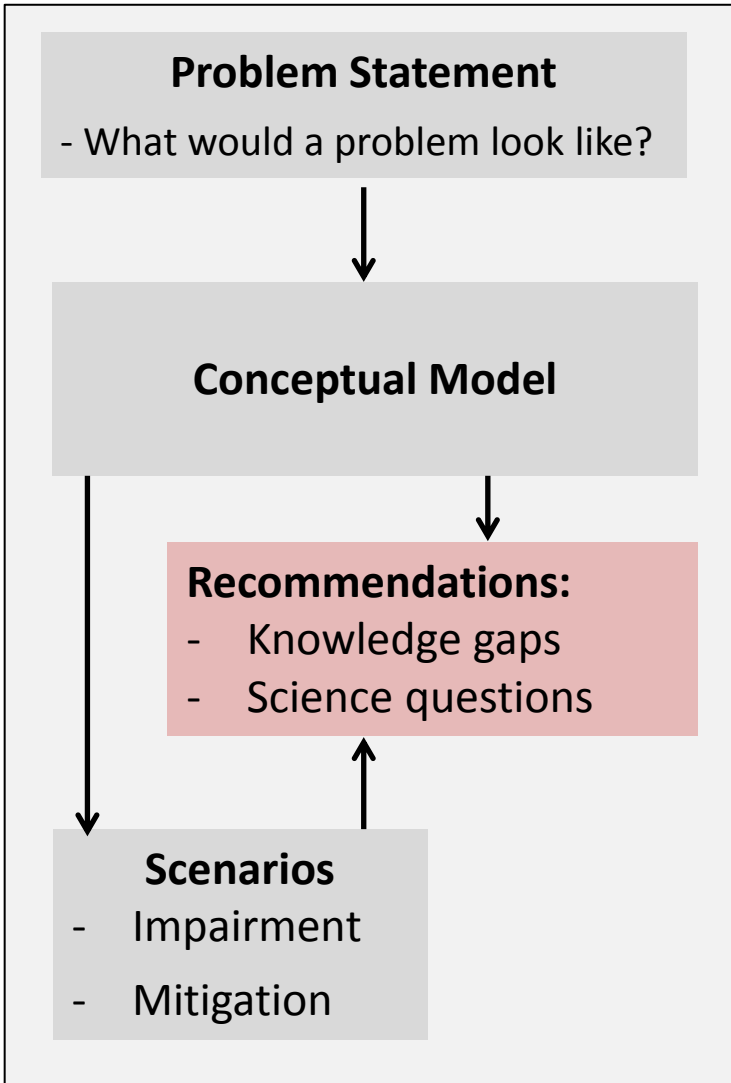 Problem Statement
- What would a problem look like?
Conceptual Model
Recommendations:
- Knowledge gaps
- Science questions
Scenarios
- Impairment
- Mitigation